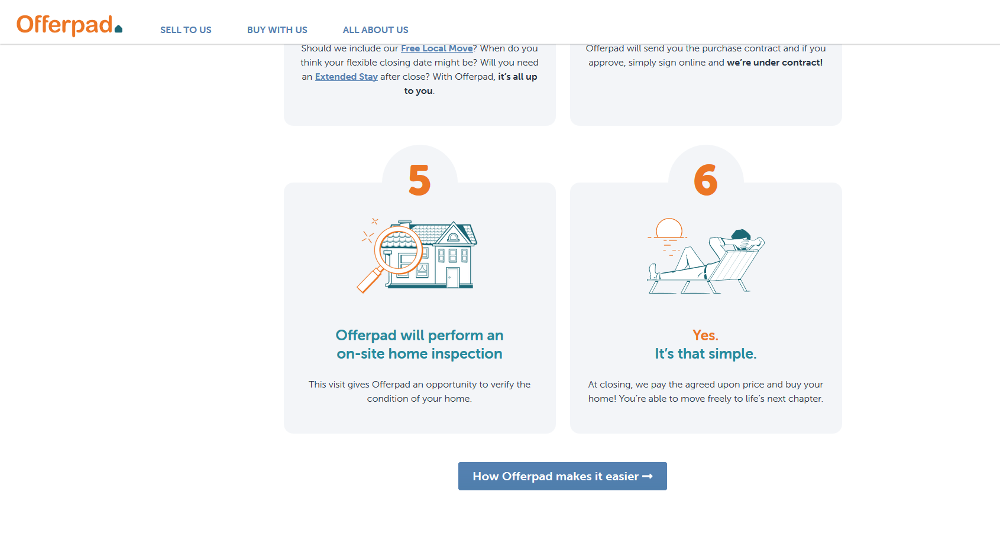 Offerpad
SELL TO US
BUY WITH US
ALL ABOUT US
Should we include our Free Local Move? When do you
think your flexible closing date might be? Will you need
an Extended Stay after close? With Offerpad, it’s all up
to you.
Offerpad will send you the purchase contract and if you
approve, simply sign online and we’re under contract!
5
Offerpad will perform an
on-site home inspection
This visit gives Offerpad an opportunity to verify the
condition of your home.
6
Yes.
It’s that simple.
At closing, we pay the agreed upon price and buy your
home! You’re able to move freely to life’s next chapter.
How Offerpad makes it easier →